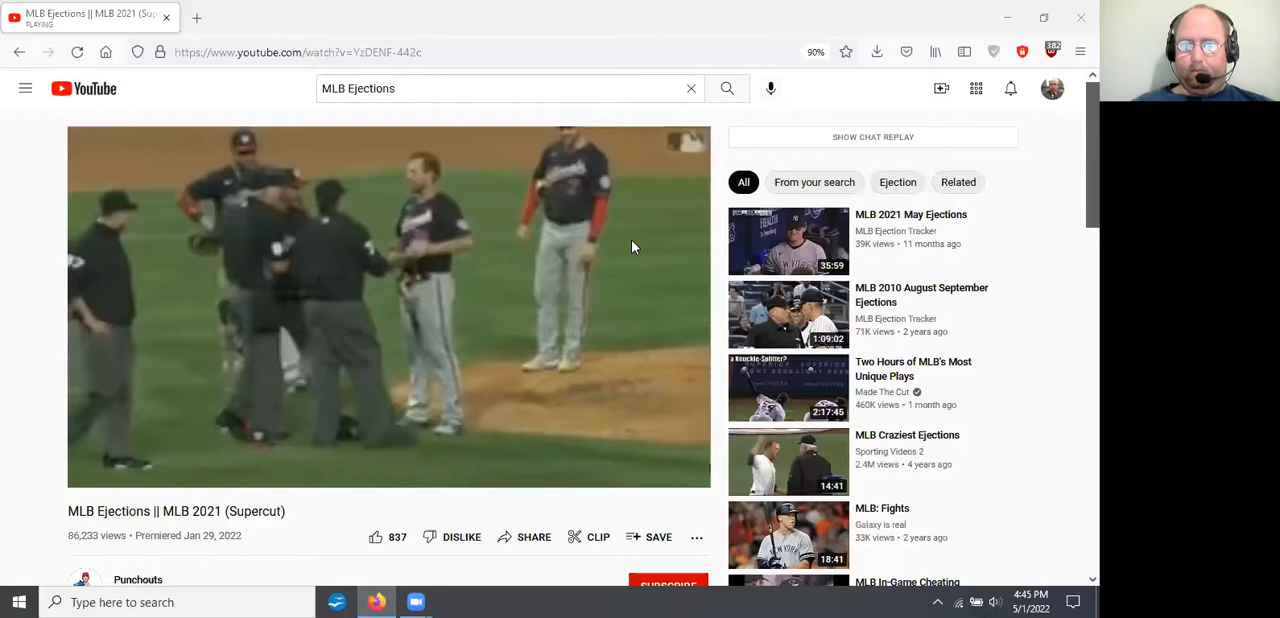 MLB Ejections || MLB 2021 (Sup
PLAYING
https://www.youtube.com/watch?v=YzDENF-442c
90%
382
YouTube
MLB Ejections
SHOW CHAT REPLAY
All
From your search
Ejection
Related
MLB 2021 May Ejections
MLB Ejection Tracker
39K views • 11 months ago
35:59
MLB 2010 August September
Ejections
MLB Ejection Tracker
71K views • 2 years ago
1:09:02
a Knuckle-Splitter?
Two Hours of MLB's Most
Unique Plays
Made The Cut
460K views • 1 month ago
2:17:45
MLB Craziest Ejections
Sporting Videos 2
2.4M views • 4 years ago
14:41
MLB: Fights
Galaxy is real
33K views • 2 years ago
18:41
MLB In-Game Cheating
MLB Ejections || MLB 2021 (Supercut)
86,233 views • Premiered Jan 29, 2022
837
DISLIKE
SHARE
CLIP
SAVE
Punchouts
SUBSCRIBE
Type here to search
4:45 PM
5/1/2022